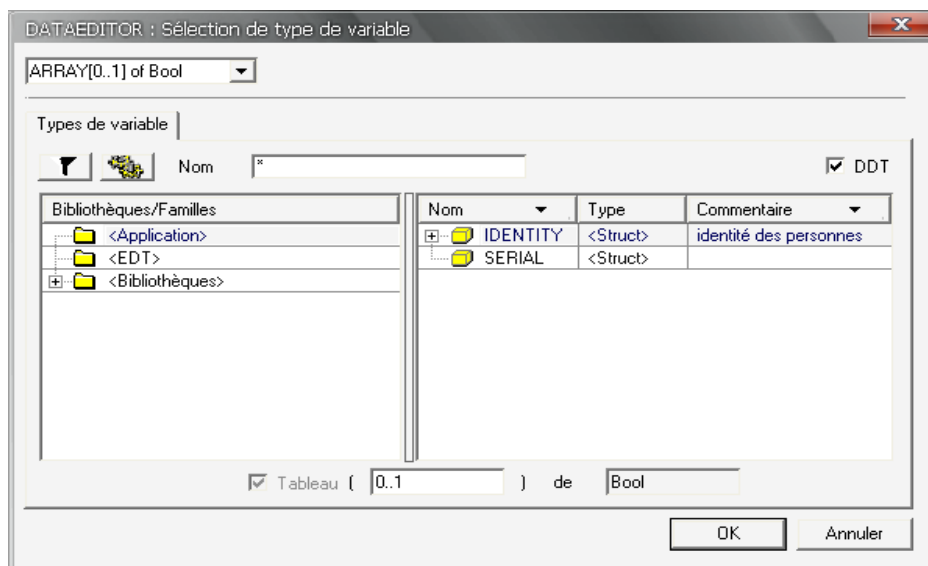 DATAEDITOR : Sélection de type de variable
ARRAY[0..1] of Bool
Types de variable
Nom * DDT
Bibliothèques/Familles
<Application>
<EDT>
<Bibliothèques>
Nom Type Commentaire
IDENTITY <Struct> identité des personnes
SERIAL <Struct>
Tableau ( 0..1 ) de Bool
OK Annuler